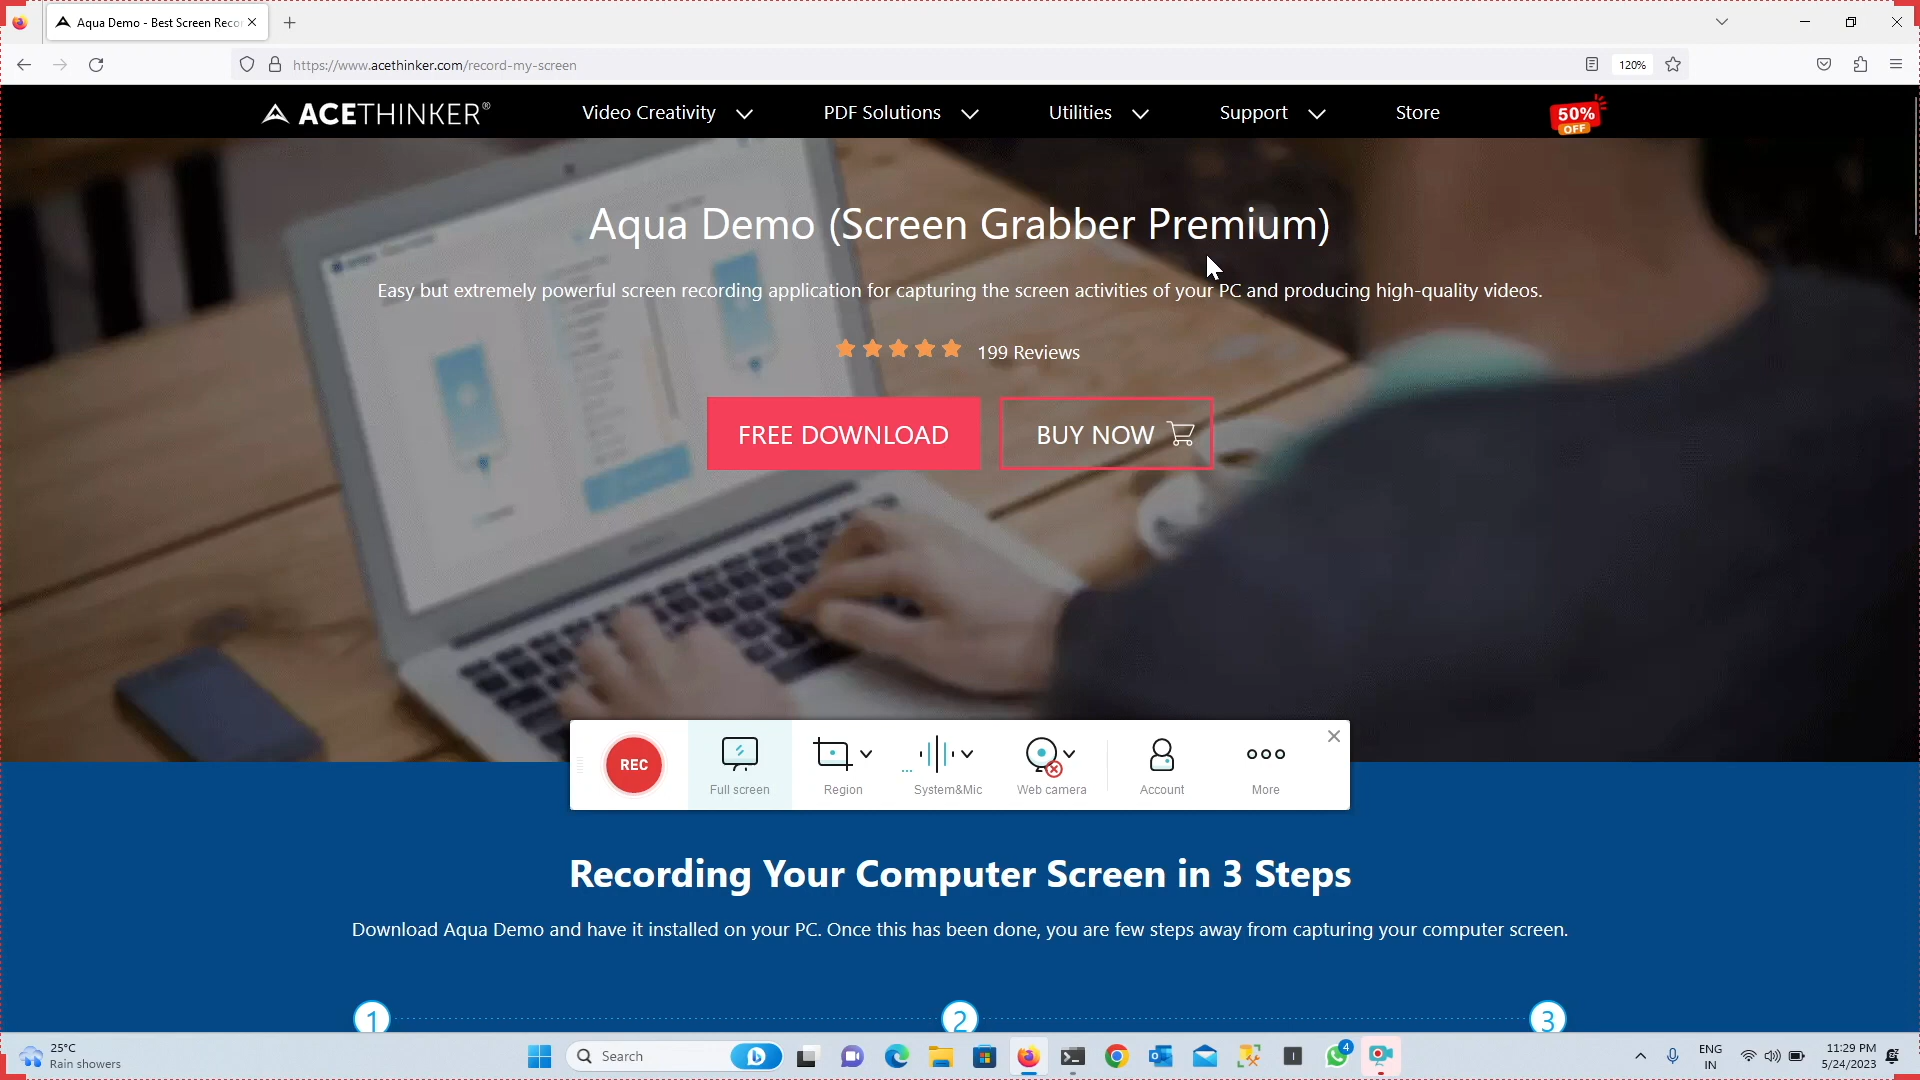 Aqua Demo - Best Screen Reco
https://www.acethinker.com/record-my-screen
120%
ACETHINKER®
Video Creativity
PDF Solutions
Utilities
Support
Store
50%
OFF
Aqua Demo (Screen Grabber Premium)
Easy but extremely powerful screen recording application for capturing the screen activities of your PC and producing high-quality videos.
199 Reviews
FREE DOWNLOAD
BUY NOW
REC
Full screen
Region
System&Mic
Web camera
Account
More
Recording Your Computer Screen in 3 Steps
Download Aqua Demo and have it installed on your PC. Once this has been done, you are few steps away from capturing your computer screen.
1
2
3
25°C
Rain showers
Search
4
ENG
IN
11:29 PM
5/24/2023